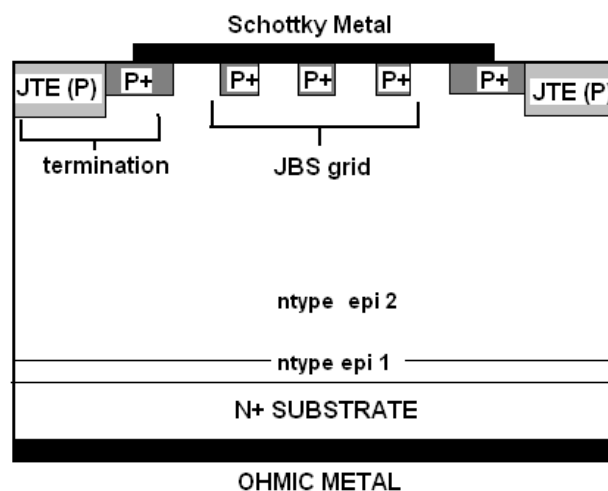 Schottky Metal
JTE (P) P+ P+ P+ P+ P+ JTE (P)
termination JBS grid
ntype epi 2
ntype epi 1
N+ SUBSTRATE
OHMIC METAL